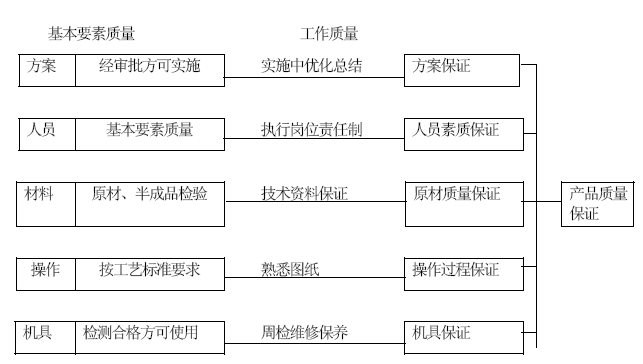 基本要素质量 工作质量
方案 经审批方可实施 实施中优化总结 方案保证
人员 基本要素质量 执行岗位责任制 人员素质保证
材料 原材、半成品检验 技术资料保证 原材质量保证 产品质量
保证
操作 按工艺标准要求 熟悉图纸 操作过程保证
机具 检测合格方可使用 周检维修保养 机具保证